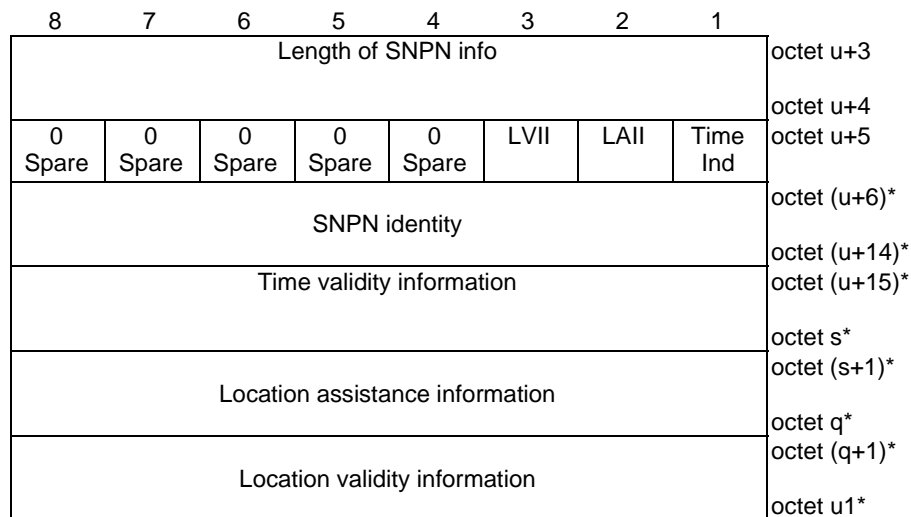 8 7 6 5 4 3 2 1
Length of SNPN info octet u+3
octet u+4
0 0 0 0 0 LVII LAII Time octet u+5
Spare Spare Spare Spare Spare Ind
octet (u+6)*
SNPN identity
octet (u+14)*
Time validity information octet (u+15)*
octet s*
octet (s+1)*
Location assistance information
octet q*
octet (q+1)*
Location validity information
octet u1*